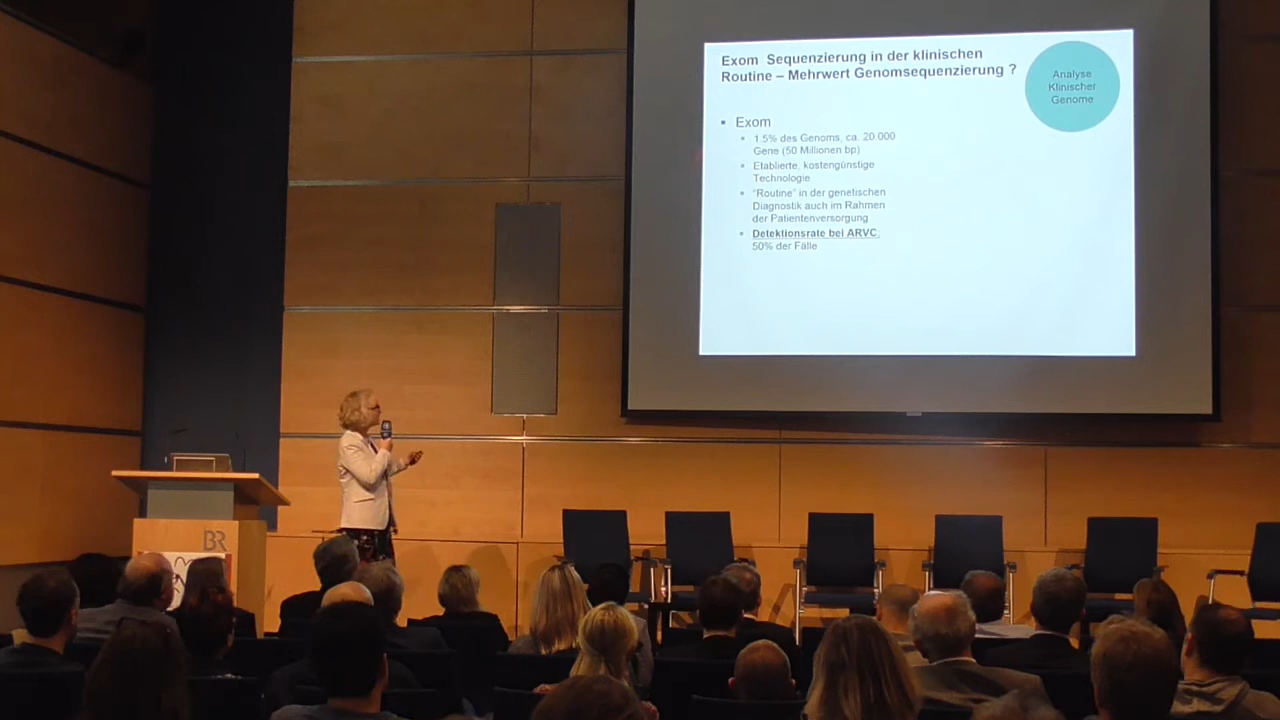 Exom Sequenzierung in der klinischen
Routine – Mehrwert Genomsequenzierung ?
Analyse
Klinischer
Genome
▪ Exom
▪ 1.5% des Genoms, ca. 20.000
Gene (50 Millionen bp)
▪ Etablierte, kostengünstige
Technologie
▪ "Routine" in der genetischen
Diagnostik auch im Rahmen
der Patientenversorgung
▪ Detektionsrate bei ARVC:
50% der Fälle
BR